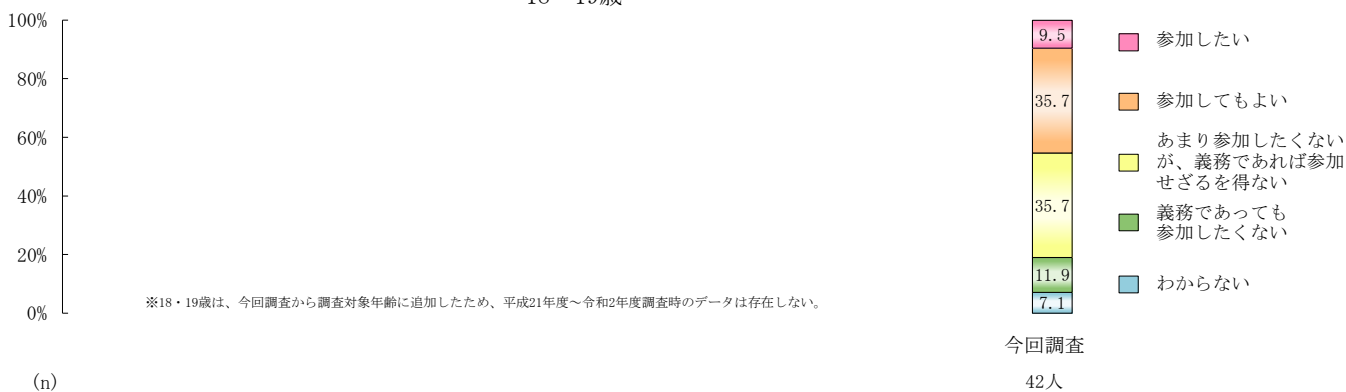 100%
80%
60%
40%
20%
0%
9.5
35.7
35.7
11.9
7.1
参加したい
参加してもよい
あまり参加したくない
が、義務であれば参加
せざるを得ない
義務であっても
参加したくない
わからない
※18・19歳は、今回調査から調査対象年齢に追加したため、平成21年度～令和2年度調査時のデータは存在しない。
今回調査
(n)
42人